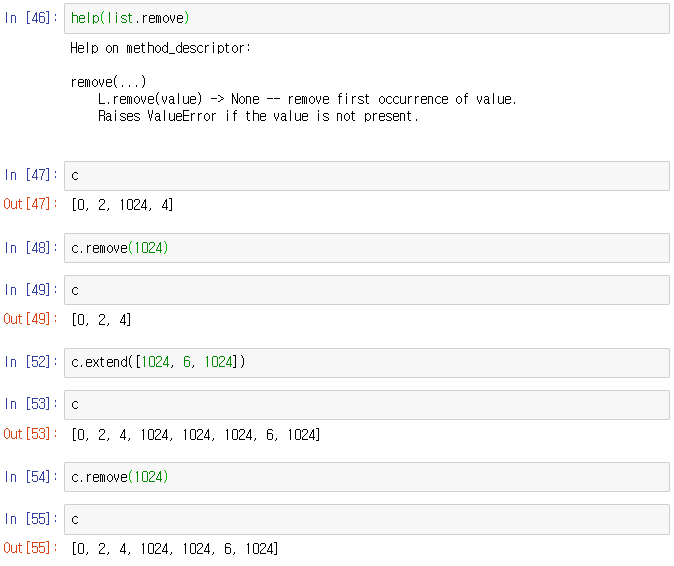 In [46]: help(list.remove)
Help on method_descriptor:
remove(...)
L.remove(value) -> None -- remove first occurrence of value.
Raises ValueError if the value is not present.
In [47]: c
Out[47]: [0, 2, 1024, 4]
In [48]: c.remove(1024)
In [49]: c
Out[49]: [0, 2, 4]
In [52]: c.extend([1024, 6, 1024])
In [53]: c
Out[53]: [0, 2, 4, 1024, 1024, 1024, 6, 1024]
In [54]: c.remove(1024)
In [55]: c
Out[55]: [0, 2, 4, 1024, 1024, 6, 1024]